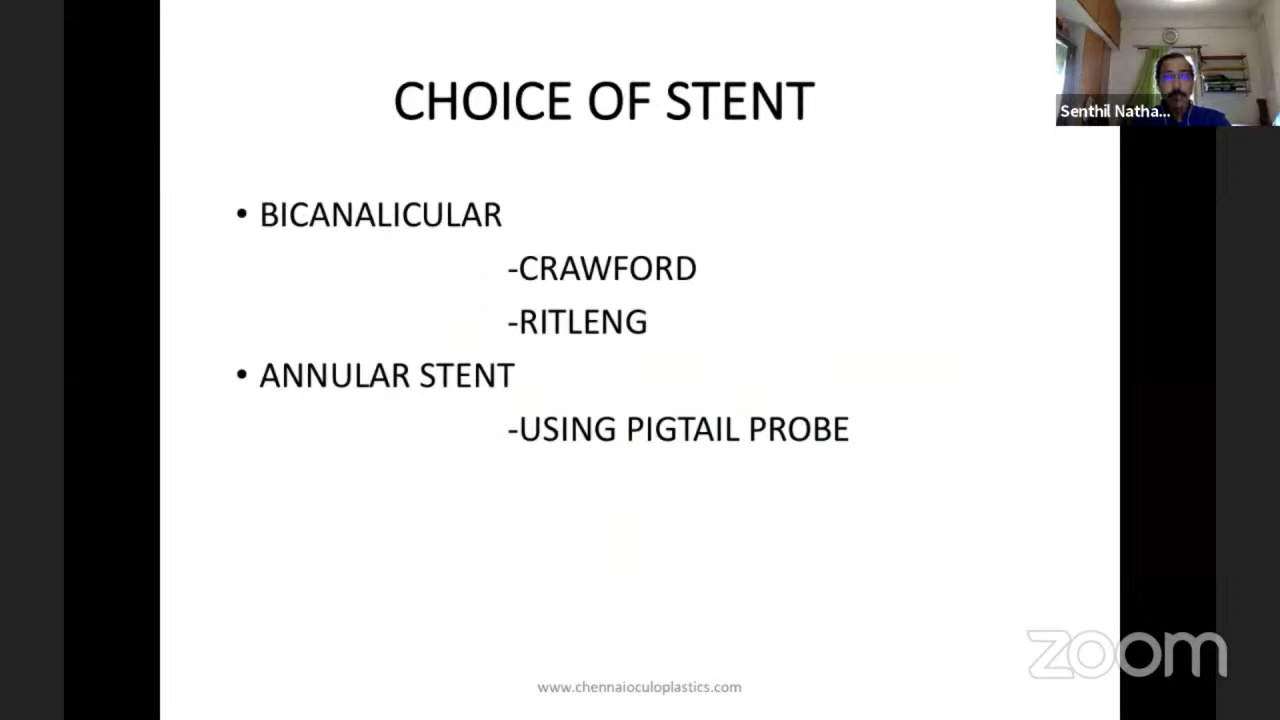 CHOICE OF STENT
Senthil Natha...
• BICANALICULAR
-CRAWFORD
-RITLENG
• ANNULAR STENT
-USING PIGTAIL PROBE
zoom
www.chennaioculoplastics.com